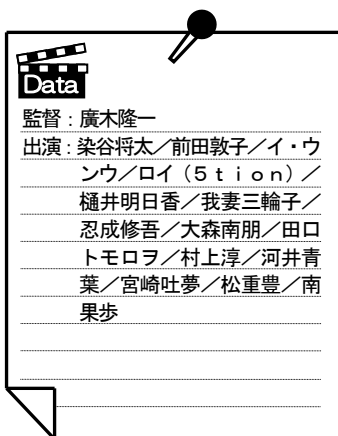 Data
監督：廣木隆一
出演：染谷将太／前田敦子／イ・ウ
ンウ／ロイ（５ｔｉｏｎ）／
樋井明日香／我妻三輪子／
忍成修吾／大森南朋／田口
トモロヲ／村上淳／河井青
葉／宮崎吐夢／松重豊／南
果歩